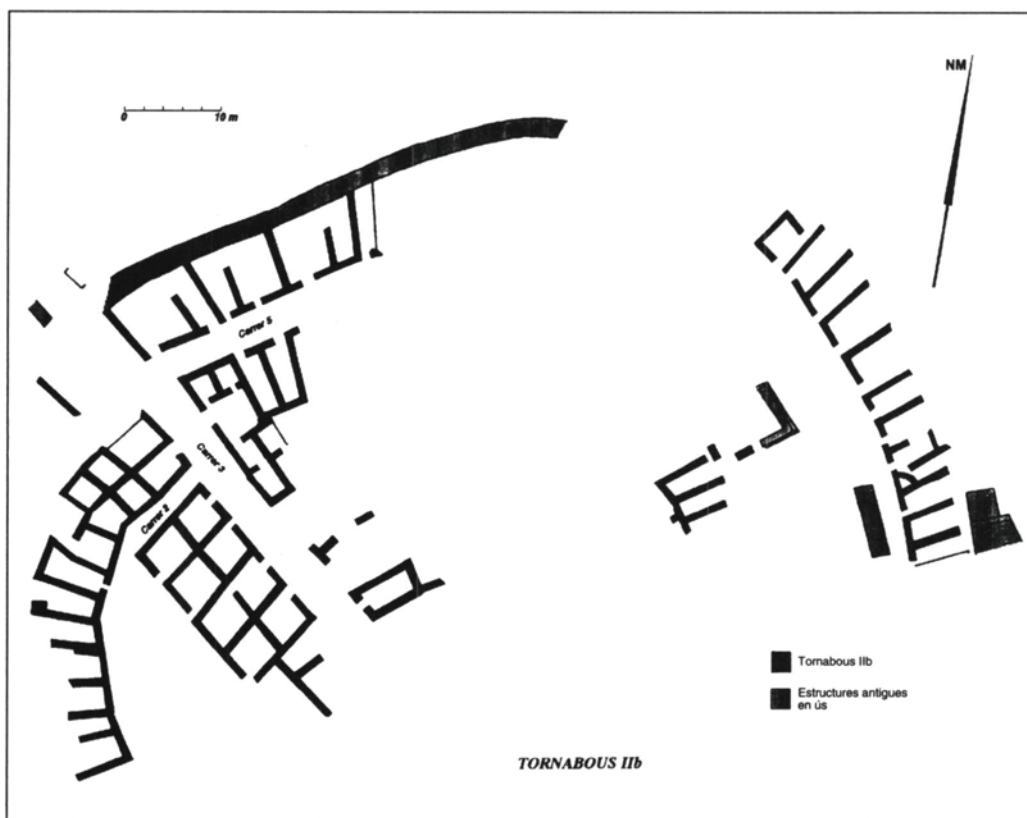 NM
0 10 m
Carrer 5
Carrer 3
Carrer 2
Tornabous IIb
Estructures antigues
en ús
TORNABOUS IIb